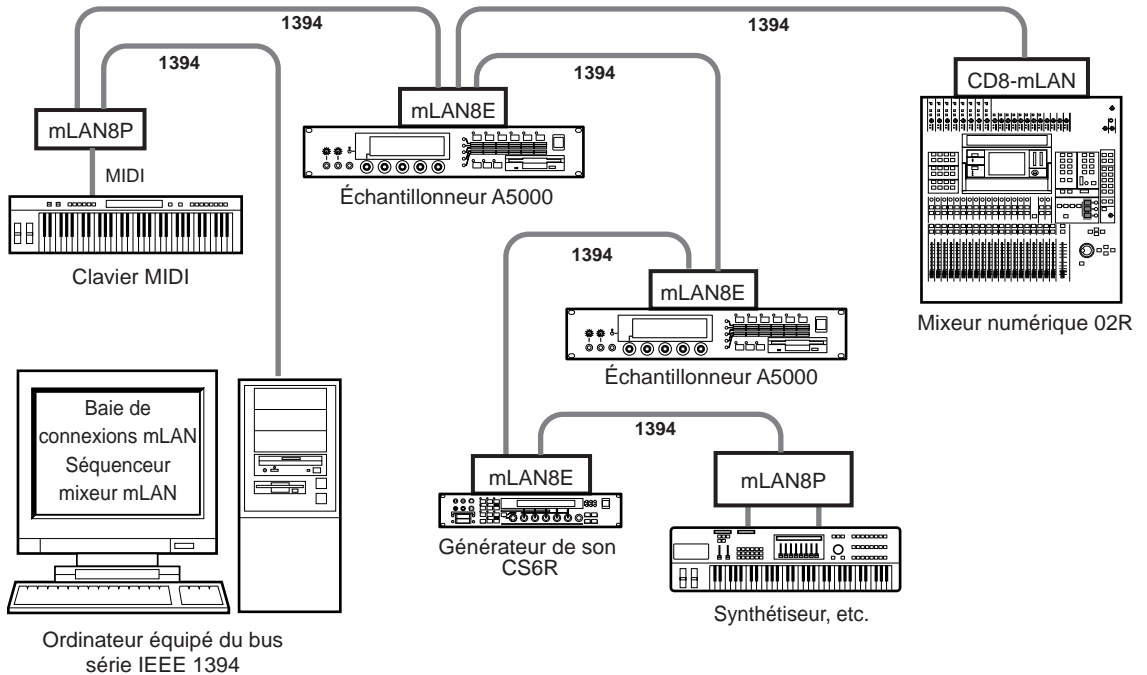 1394
1394
1394
1394
mLAN8P
mLAN8E
CD8-mLAN
MIDI
Échantillonneur A5000
Clavier MIDI
1394
mLAN8E
Mixeur numérique 02R
Échantillonneur A5000
Baie de
connexions mLAN
Séquenceur
mixeur mLAN
1394
mLAN8E
mLAN8P
Générateur de son
CS6R
Synthétiseur, etc.
Ordinateur équipé du bus
série IEEE 1394